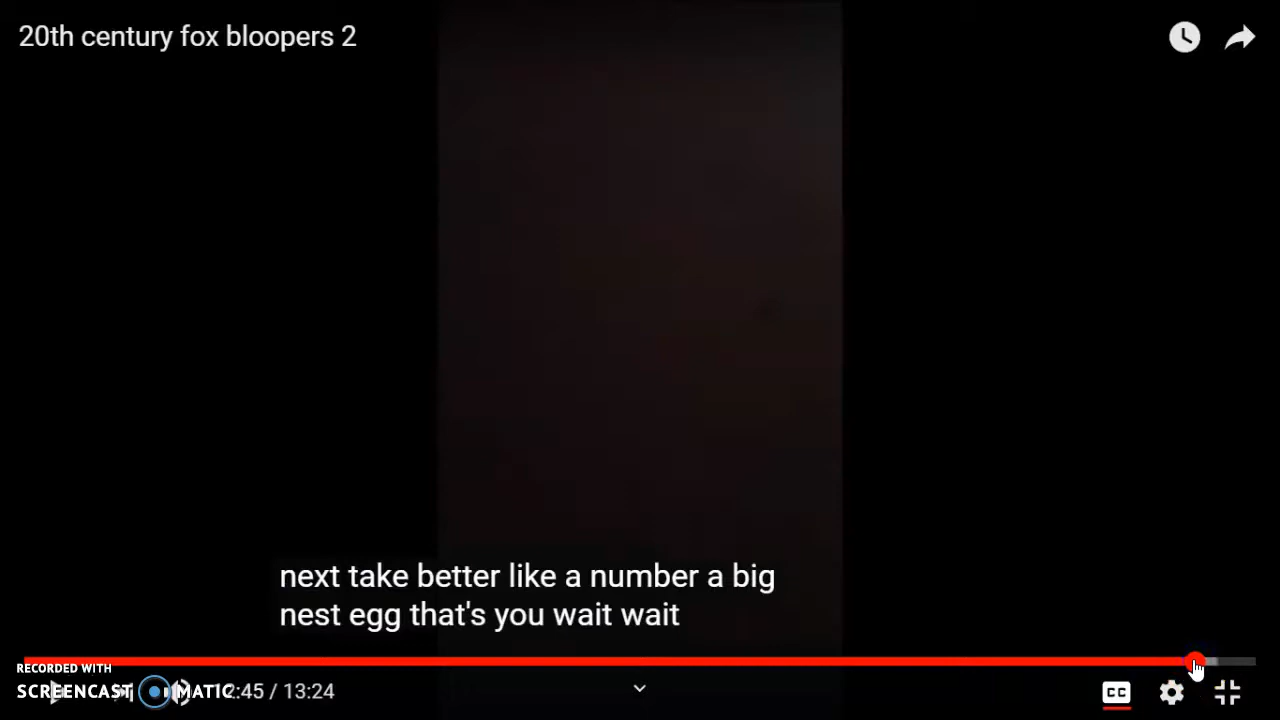 20th century fox bloopers 2
next take better like a number a big
nest egg that's you wait wait
RECORDED WITH
SCREENCAST MATIC
2:45 / 13:24
CC